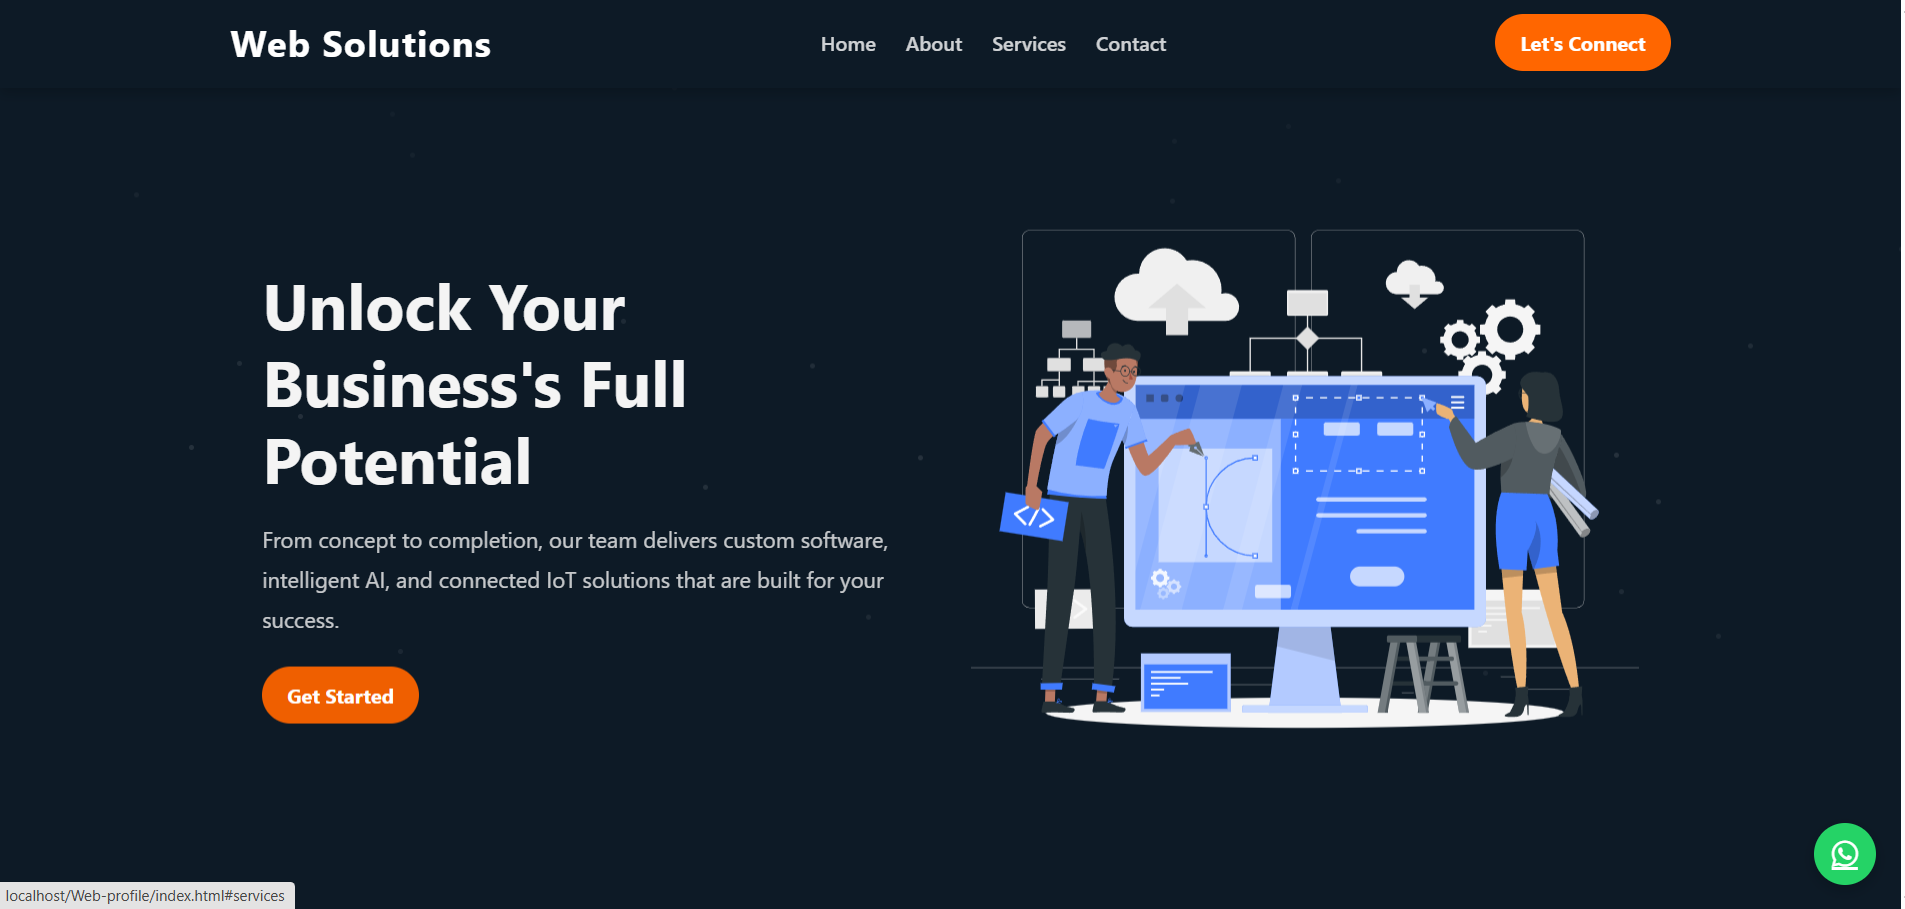 Web Solutions
Home About Services Contact
Let's Connect
Unlock Your
Business's Full
Potential
From concept to completion, our team delivers custom software,
intelligent AI, and connected IoT solutions that are built for your
success.
Get Started
</>
localhost/Web-profile/index.html#services